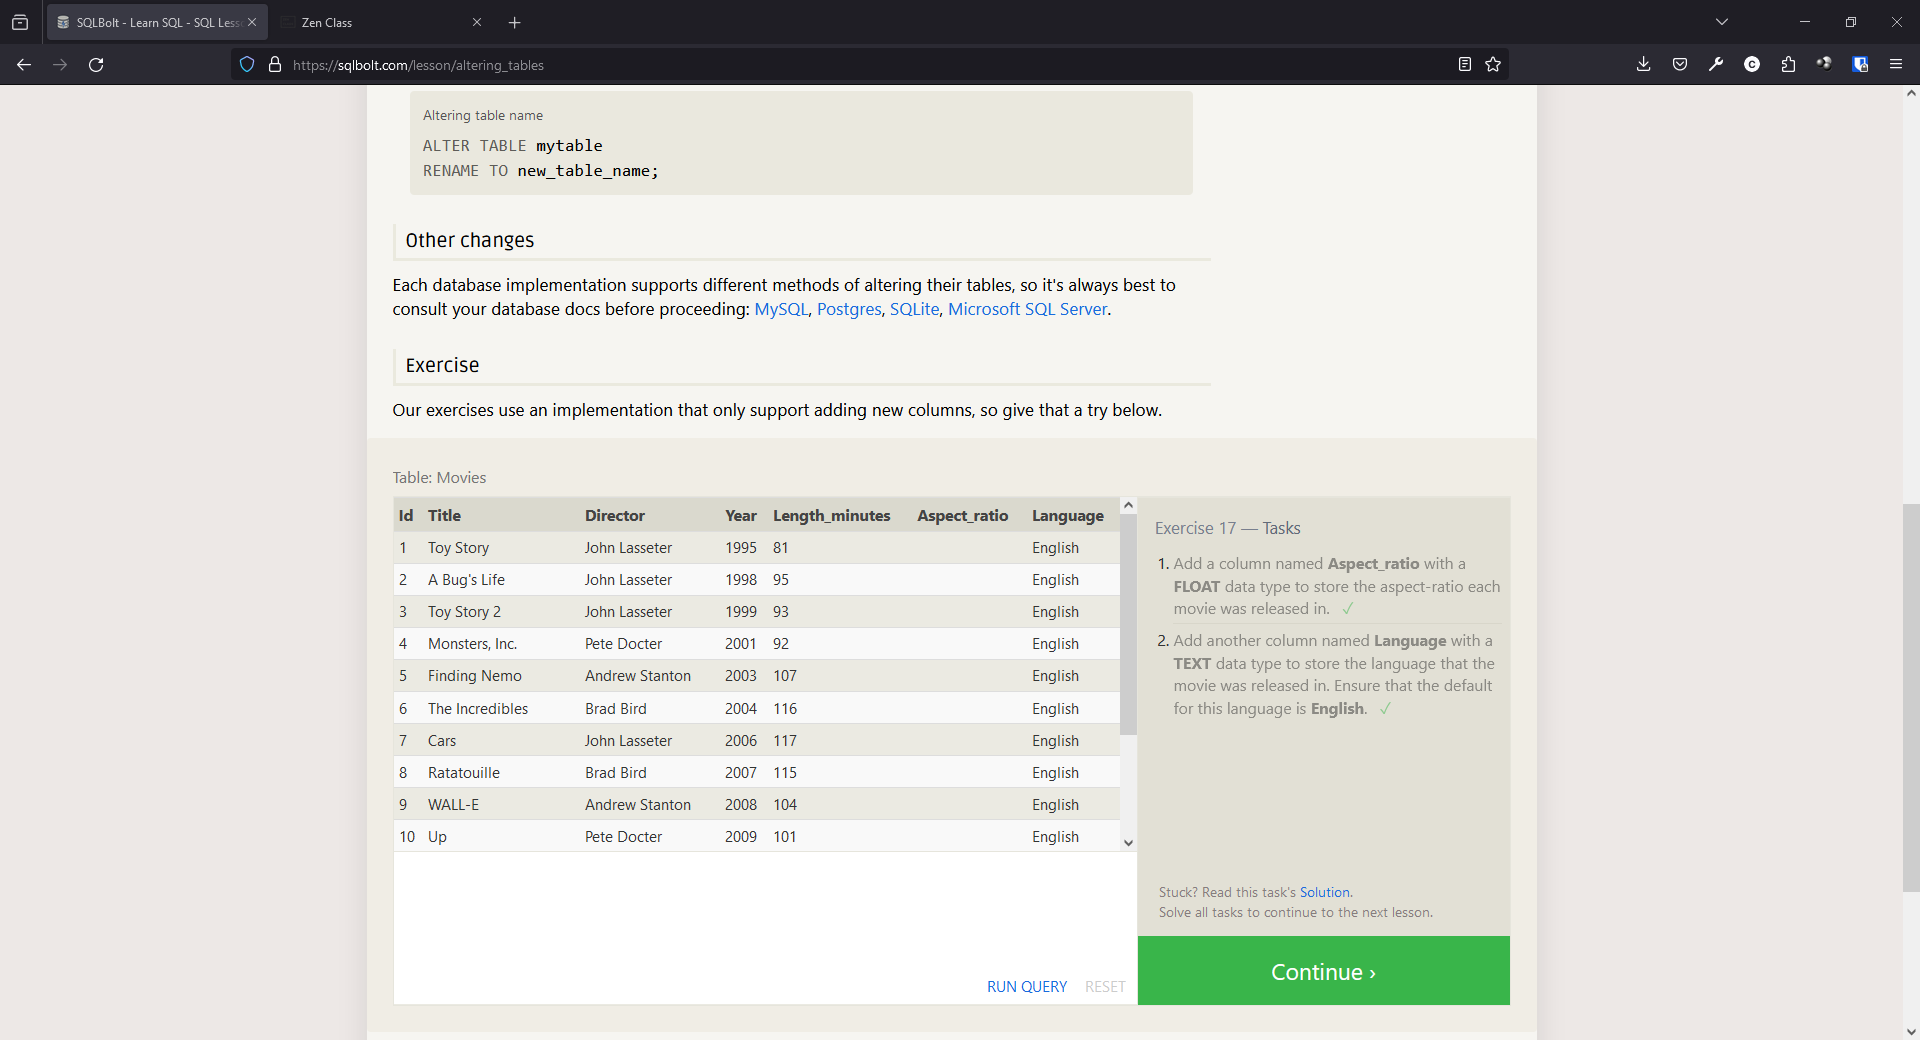 SQLBolt - Learn SQL - SQL Less
Zen Class
https://sqlbolt.com/lesson/altering_tables
Altering table name
ALTER TABLE mytable
RENAME TO new_table_name;
Other changes
Each database implementation supports different methods of altering their tables, so it's always best to
consult your database docs before proceeding: MySQL, Postgres, SQLite, Microsoft SQL Server.
Exercise
Our exercises use an implementation that only support adding new columns, so give that a try below.
Table: Movies
Id Title Director Year Length_minutes Aspect_ratio Language
1 Toy Story John Lasseter 1995 81 English
2 A Bug's Life John Lasseter 1998 95 English
3 Toy Story 2 John Lasseter 1999 93 English
4 Monsters, Inc. Pete Docter 2001 92 English
5 Finding Nemo Andrew Stanton 2003 107 English
6 The Incredibles Brad Bird 2004 116 English
7 Cars John Lasseter 2006 117 English
8 Ratatouille Brad Bird 2007 115 English
9 WALL-E Andrew Stanton 2008 104 English
10 Up Pete Docter 2009 101 English
RUN QUERY RESET
Exercise 17 — Tasks
1. Add a column named Aspect_ratio with a
FLOAT data type to store the aspect-ratio each
movie was released in. ✓
2. Add another column named Language with a
TEXT data type to store the language that the
movie was released in. Ensure that the default
for this language is English. ✓
Stuck? Read this task's Solution.
Solve all tasks to continue to the next lesson.
Continue ›